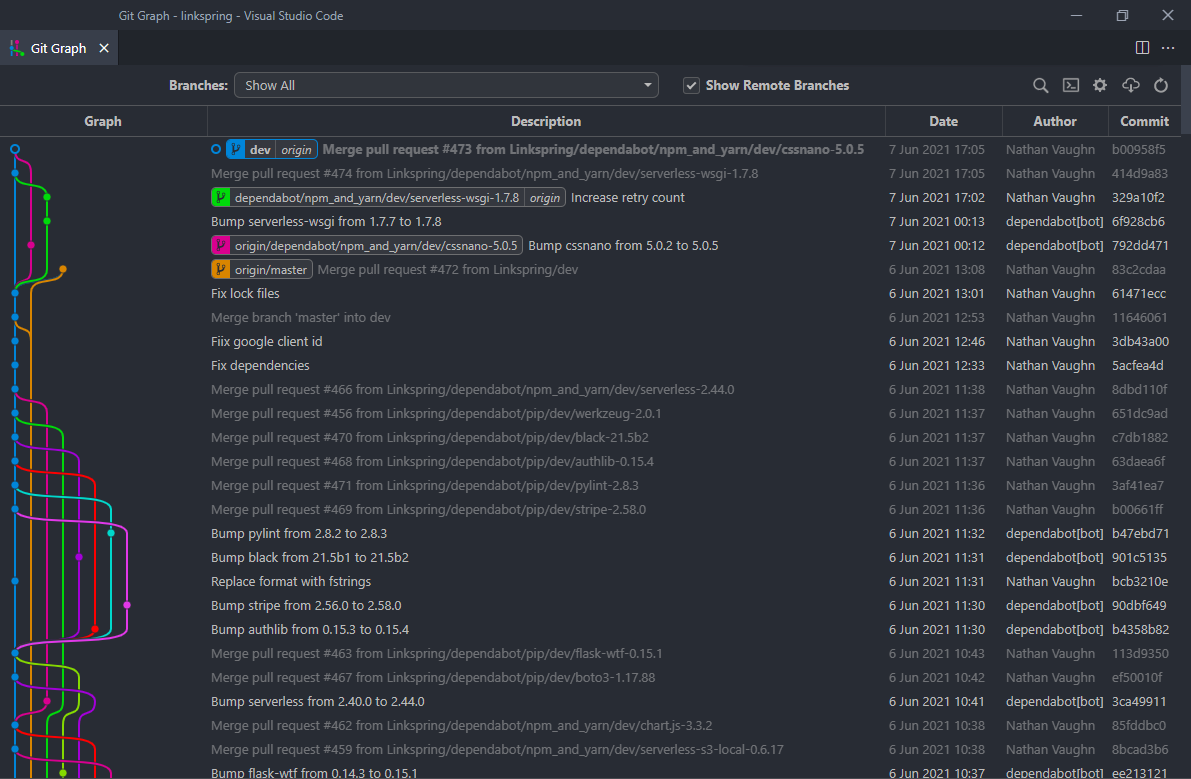 Git Graph - linkspring - Visual Studio Code
Git Graph
Branches: Show All Show Remote Branches
Graph Description Date Author Commit
dev origin Merge pull request #473 from Linkspring/dependabot/npm_and_yarn/dev/cssnano-5.0.5 7 Jun 2021 17:05 Nathan Vaughn b00958f5
Merge pull request #474 from Linkspring/dependabot/npm_and_yarn/dev/serverless-wsgi-1.7.8 7 Jun 2021 17:05 Nathan Vaughn 414d9a83
dependabot/npm_and_yarn/dev/serverless-wsgi-1.7.8 origin Increase retry count 7 Jun 2021 17:02 Nathan Vaughn 329a10f2
Bump serverless-wsgi from 1.7.7 to 1.7.8 7 Jun 2021 00:13 dependabot[bot] 6f928cb6
origin/dependabot/npm_and_yarn/dev/cssnano-5.0.5 Bump cssnano from 5.0.2 to 5.0.5 7 Jun 2021 00:12 dependabot[bot] 792dd471
origin/master Merge pull request #472 from Linkspring/dev 6 Jun 2021 13:08 Nathan Vaughn 83c2cdaa
Fix lock files 6 Jun 2021 13:01 Nathan Vaughn 61471ecc
Merge branch 'master' into dev 6 Jun 2021 12:53 Nathan Vaughn 11646061
Fiix google client id 6 Jun 2021 12:46 Nathan Vaughn 3db43a00
Fix dependencies 6 Jun 2021 12:33 Nathan Vaughn 5acfea4d
Merge pull request #466 from Linkspring/dependabot/npm_and_yarn/dev/serverless-2.44.0 6 Jun 2021 11:38 Nathan Vaughn 8dbd110f
Merge pull request #456 from Linkspring/dependabot/pip/dev/werkzeug-2.0.1 6 Jun 2021 11:37 Nathan Vaughn 651dc9ad
Merge pull request #470 from Linkspring/dependabot/pip/dev/black-21.5b2 6 Jun 2021 11:37 Nathan Vaughn c7db1882
Merge pull request #468 from Linkspring/dependabot/pip/dev/authlib-0.15.4 6 Jun 2021 11:37 Nathan Vaughn 63daea6f
Merge pull request #471 from Linkspring/dependabot/pip/dev/pylint-2.8.3 6 Jun 2021 11:36 Nathan Vaughn 3af41ea7
Merge pull request #469 from Linkspring/dependabot/pip/dev/stripe-2.58.0 6 Jun 2021 11:36 Nathan Vaughn b00661ff
Bump pylint from 2.8.2 to 2.8.3 6 Jun 2021 11:32 dependabot[bot] b47ebd71
Bump black from 21.5b1 to 21.5b2 6 Jun 2021 11:31 dependabot[bot] 901c5135
Replace format with fstrings 6 Jun 2021 11:31 Nathan Vaughn bcb3210e
Bump stripe from 2.56.0 to 2.58.0 6 Jun 2021 11:30 dependabot[bot] 90dbf649
Bump authlib from 0.15.3 to 0.15.4 6 Jun 2021 11:30 dependabot[bot] b4358b82
Merge pull request #463 from Linkspring/dependabot/pip/dev/flask-wtf-0.15.1 6 Jun 2021 10:43 Nathan Vaughn 113d9350
Merge pull request #467 from Linkspring/dependabot/pip/dev/boto3-1.17.88 6 Jun 2021 10:42 Nathan Vaughn ef50010f
Bump serverless from 2.40.0 to 2.44.0 6 Jun 2021 10:41 dependabot[bot] 3ca49911
Merge pull request #462 from Linkspring/dependabot/npm_and_yarn/dev/chart.js-3.3.2 6 Jun 2021 10:38 Nathan Vaughn 85fddbc0
Merge pull request #459 from Linkspring/dependabot/npm_and_yarn/dev/serverless-s3-local-0.6.17 6 Jun 2021 10:38 Nathan Vaughn 8bcad3b6
Bump flask-wtf from 0.14.3 to 0.15.1 6 Jun 2021 10:37 dependabot[bot] ee213121